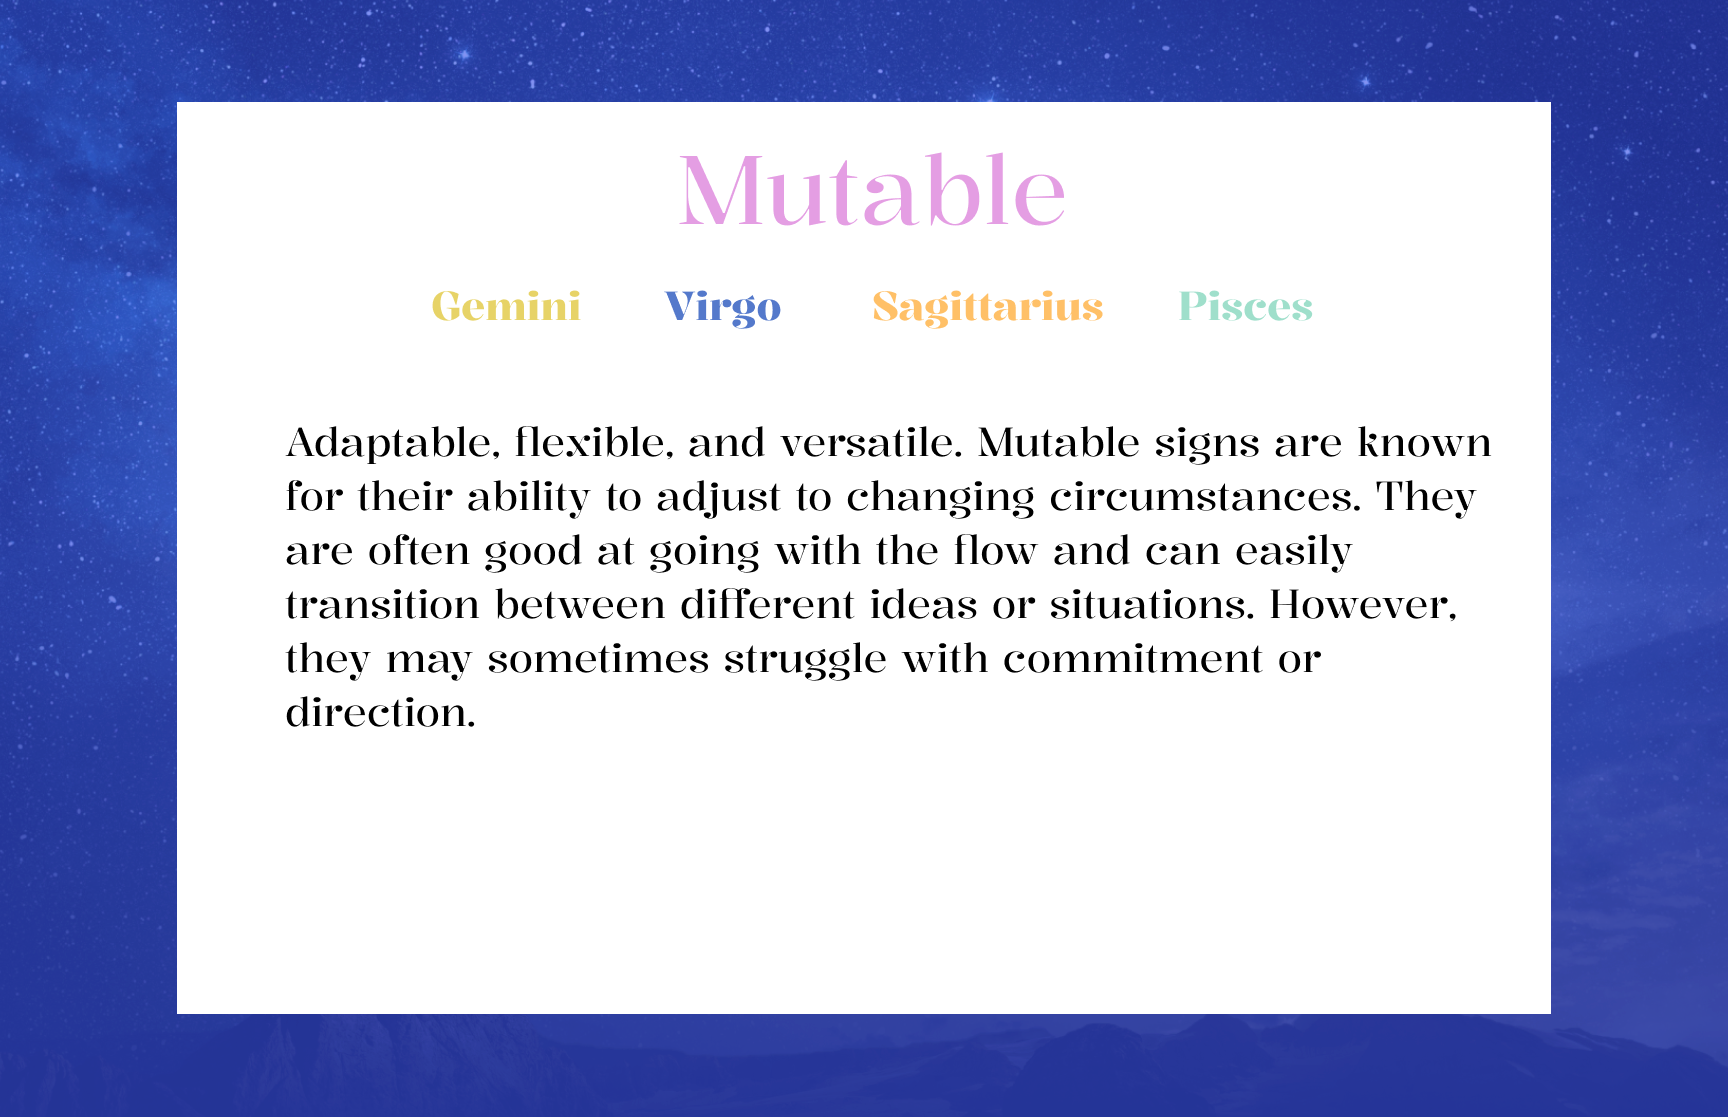 Mutable
Gemini Virgo Sagittarius Pisces
Adaptable, flexible, and versatile. Mutable signs are known
for their ability to adjust to changing circumstances. They
are often good at going with the flow and can easily
transition between different ideas or situations. However,
they may sometimes struggle with commitment or
direction.